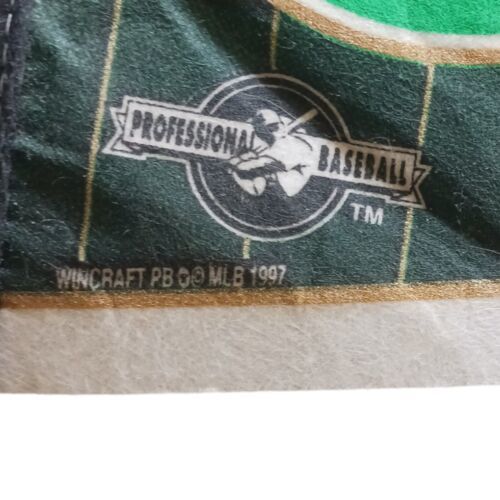 PROFESSIONAL BASEBALL
TM
WINCRAFT PB © MLB 1997